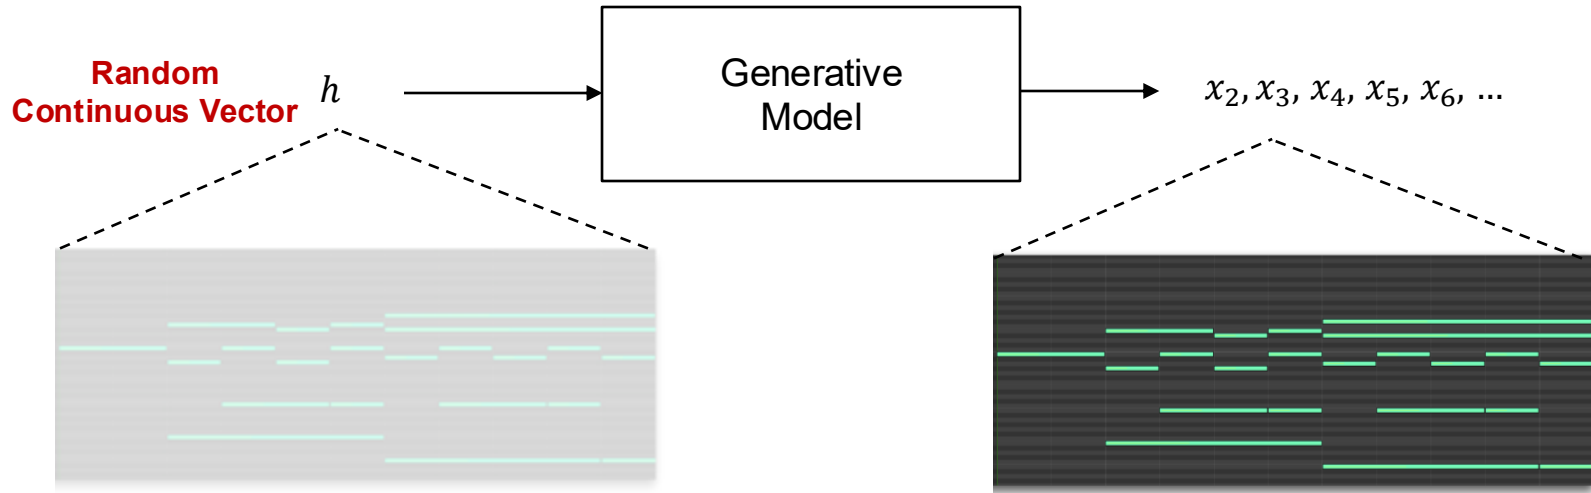 Random
Continuous Vector
h
Generative
Model
x₂, x₃, x₄, x₅, x₆, ...